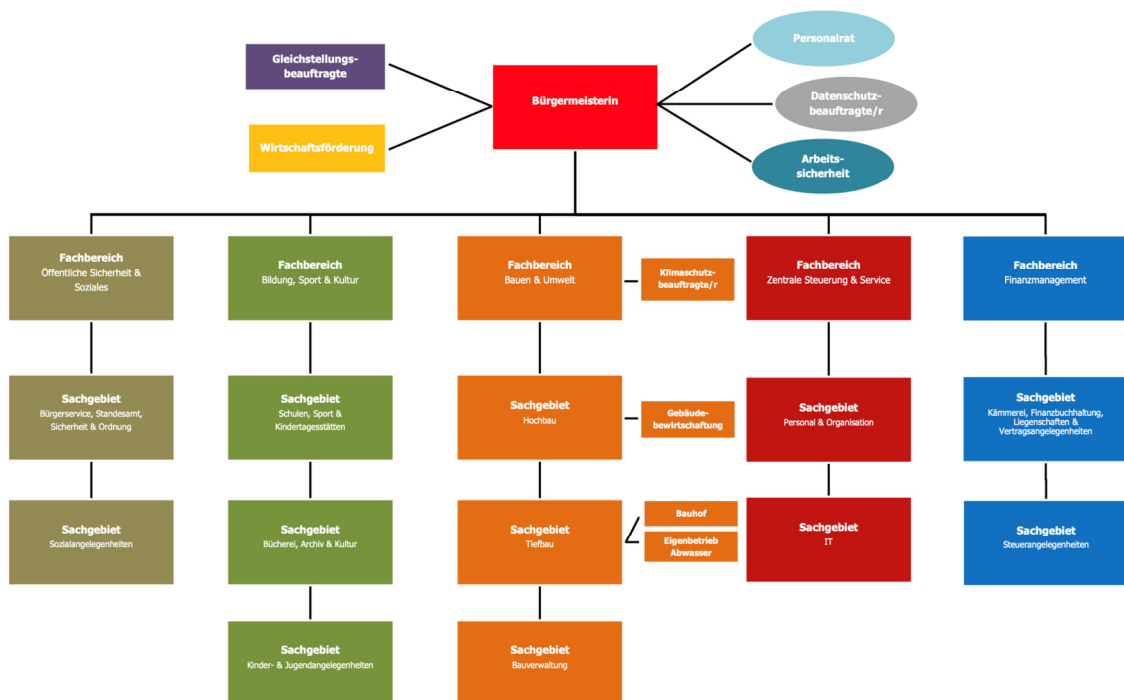 Gleichstellungs-
beauftragte
Wirtschaftsförderung
Bürgermeisterin
Personalrat
Datenschutz-
beauftragte/r
Arbeits-
sicherheit
Fachbereich
Öffentliche Sicherheit &
Soziales
Fachbereich
Bildung, Sport & Kultur
Fachbereich
Bauen & Umwelt
Klimaschutz-
beauftragte/r
Fachbereich
Zentrale Steuerung & Service
Fachbereich
Finanzmanagement
Sachgebiet
Bürgerservice, Standesamt,
Sicherheit & Ordnung
Sachgebiet
Schulen, Sport &
Kindertagesstätten
Sachgebiet
Hochbau
Gebäude-
bewirtschaftung
Sachgebiet
Personal & Organisation
Sachgebiet
Kämmerei, Finanzbuchhaltung,
Liegenschaften &
Vertragsangelegenheiten
Sachgebiet
Sozialangelegenheiten
Sachgebiet
Bücherei, Archiv & Kultur
Sachgebiet
Tiefbau
Bauhof
Eigenbetrieb
Abwasser
Sachgebiet
IT
Sachgebiet
Steuerangelegenheiten
Sachgebiet
Kinder- & Jugendangelegenheiten
Sachgebiet
Bauverwaltung